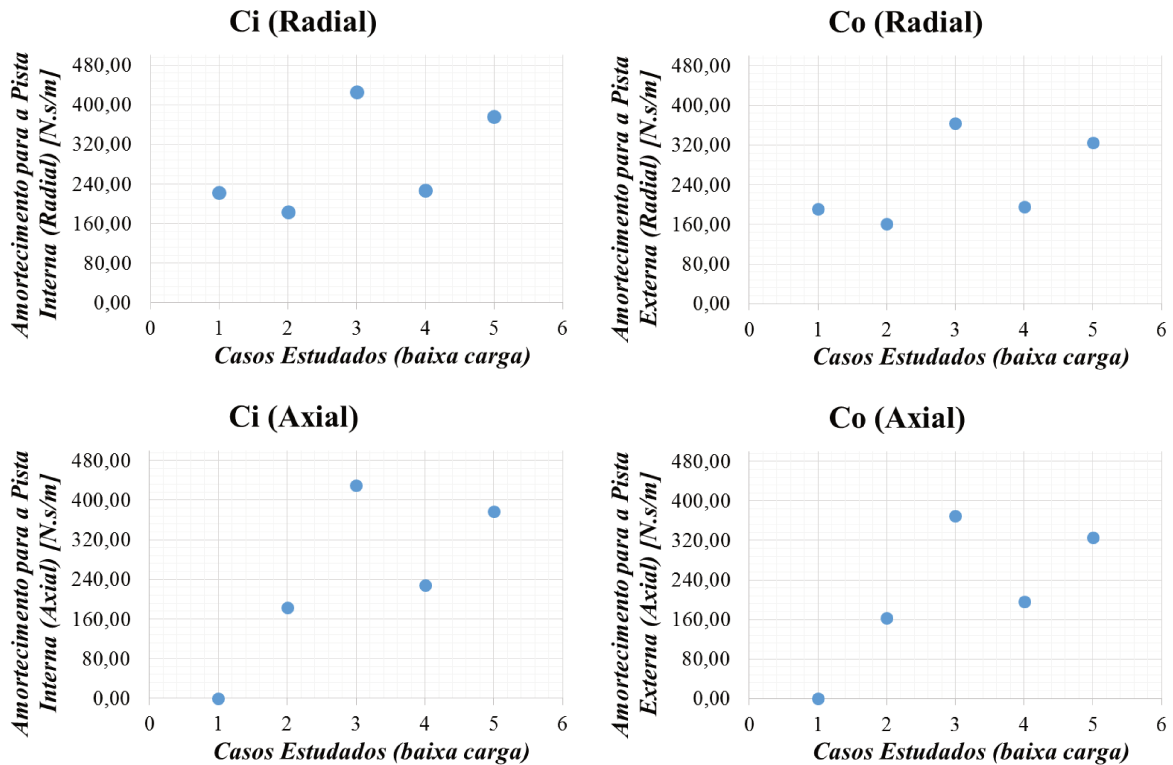 Ci (Radial)
Amortecimento para a Pista
Interna (Radial) [N.s/m]
480,00
400,00
320,00
240,00
160,00
80,00
0,00
0 1 2 3 4 5 6
Casos Estudados (baixa carga)
Co (Radial)
Amortecimento para a Pista
Externa (Radial) [N.s/m]
480,00
400,00
320,00
240,00
160,00
80,00
0,00
0 1 2 3 4 5 6
Casos Estudados (baixa carga)
Ci (Axial)
Amortecimento para a Pista
Interna (Axial) [N.s/m]
480,00
400,00
320,00
240,00
160,00
80,00
0,00
0 1 2 3 4 5 6
Casos Estudados (baixa carga)
Co (Axial)
Amortecimento para a Pista
Externa (Axial) [N.s/m]
480,00
400,00
320,00
240,00
160,00
80,00
0,00
0 1 2 3 4 5 6
Casos Estudados (baixa carga)